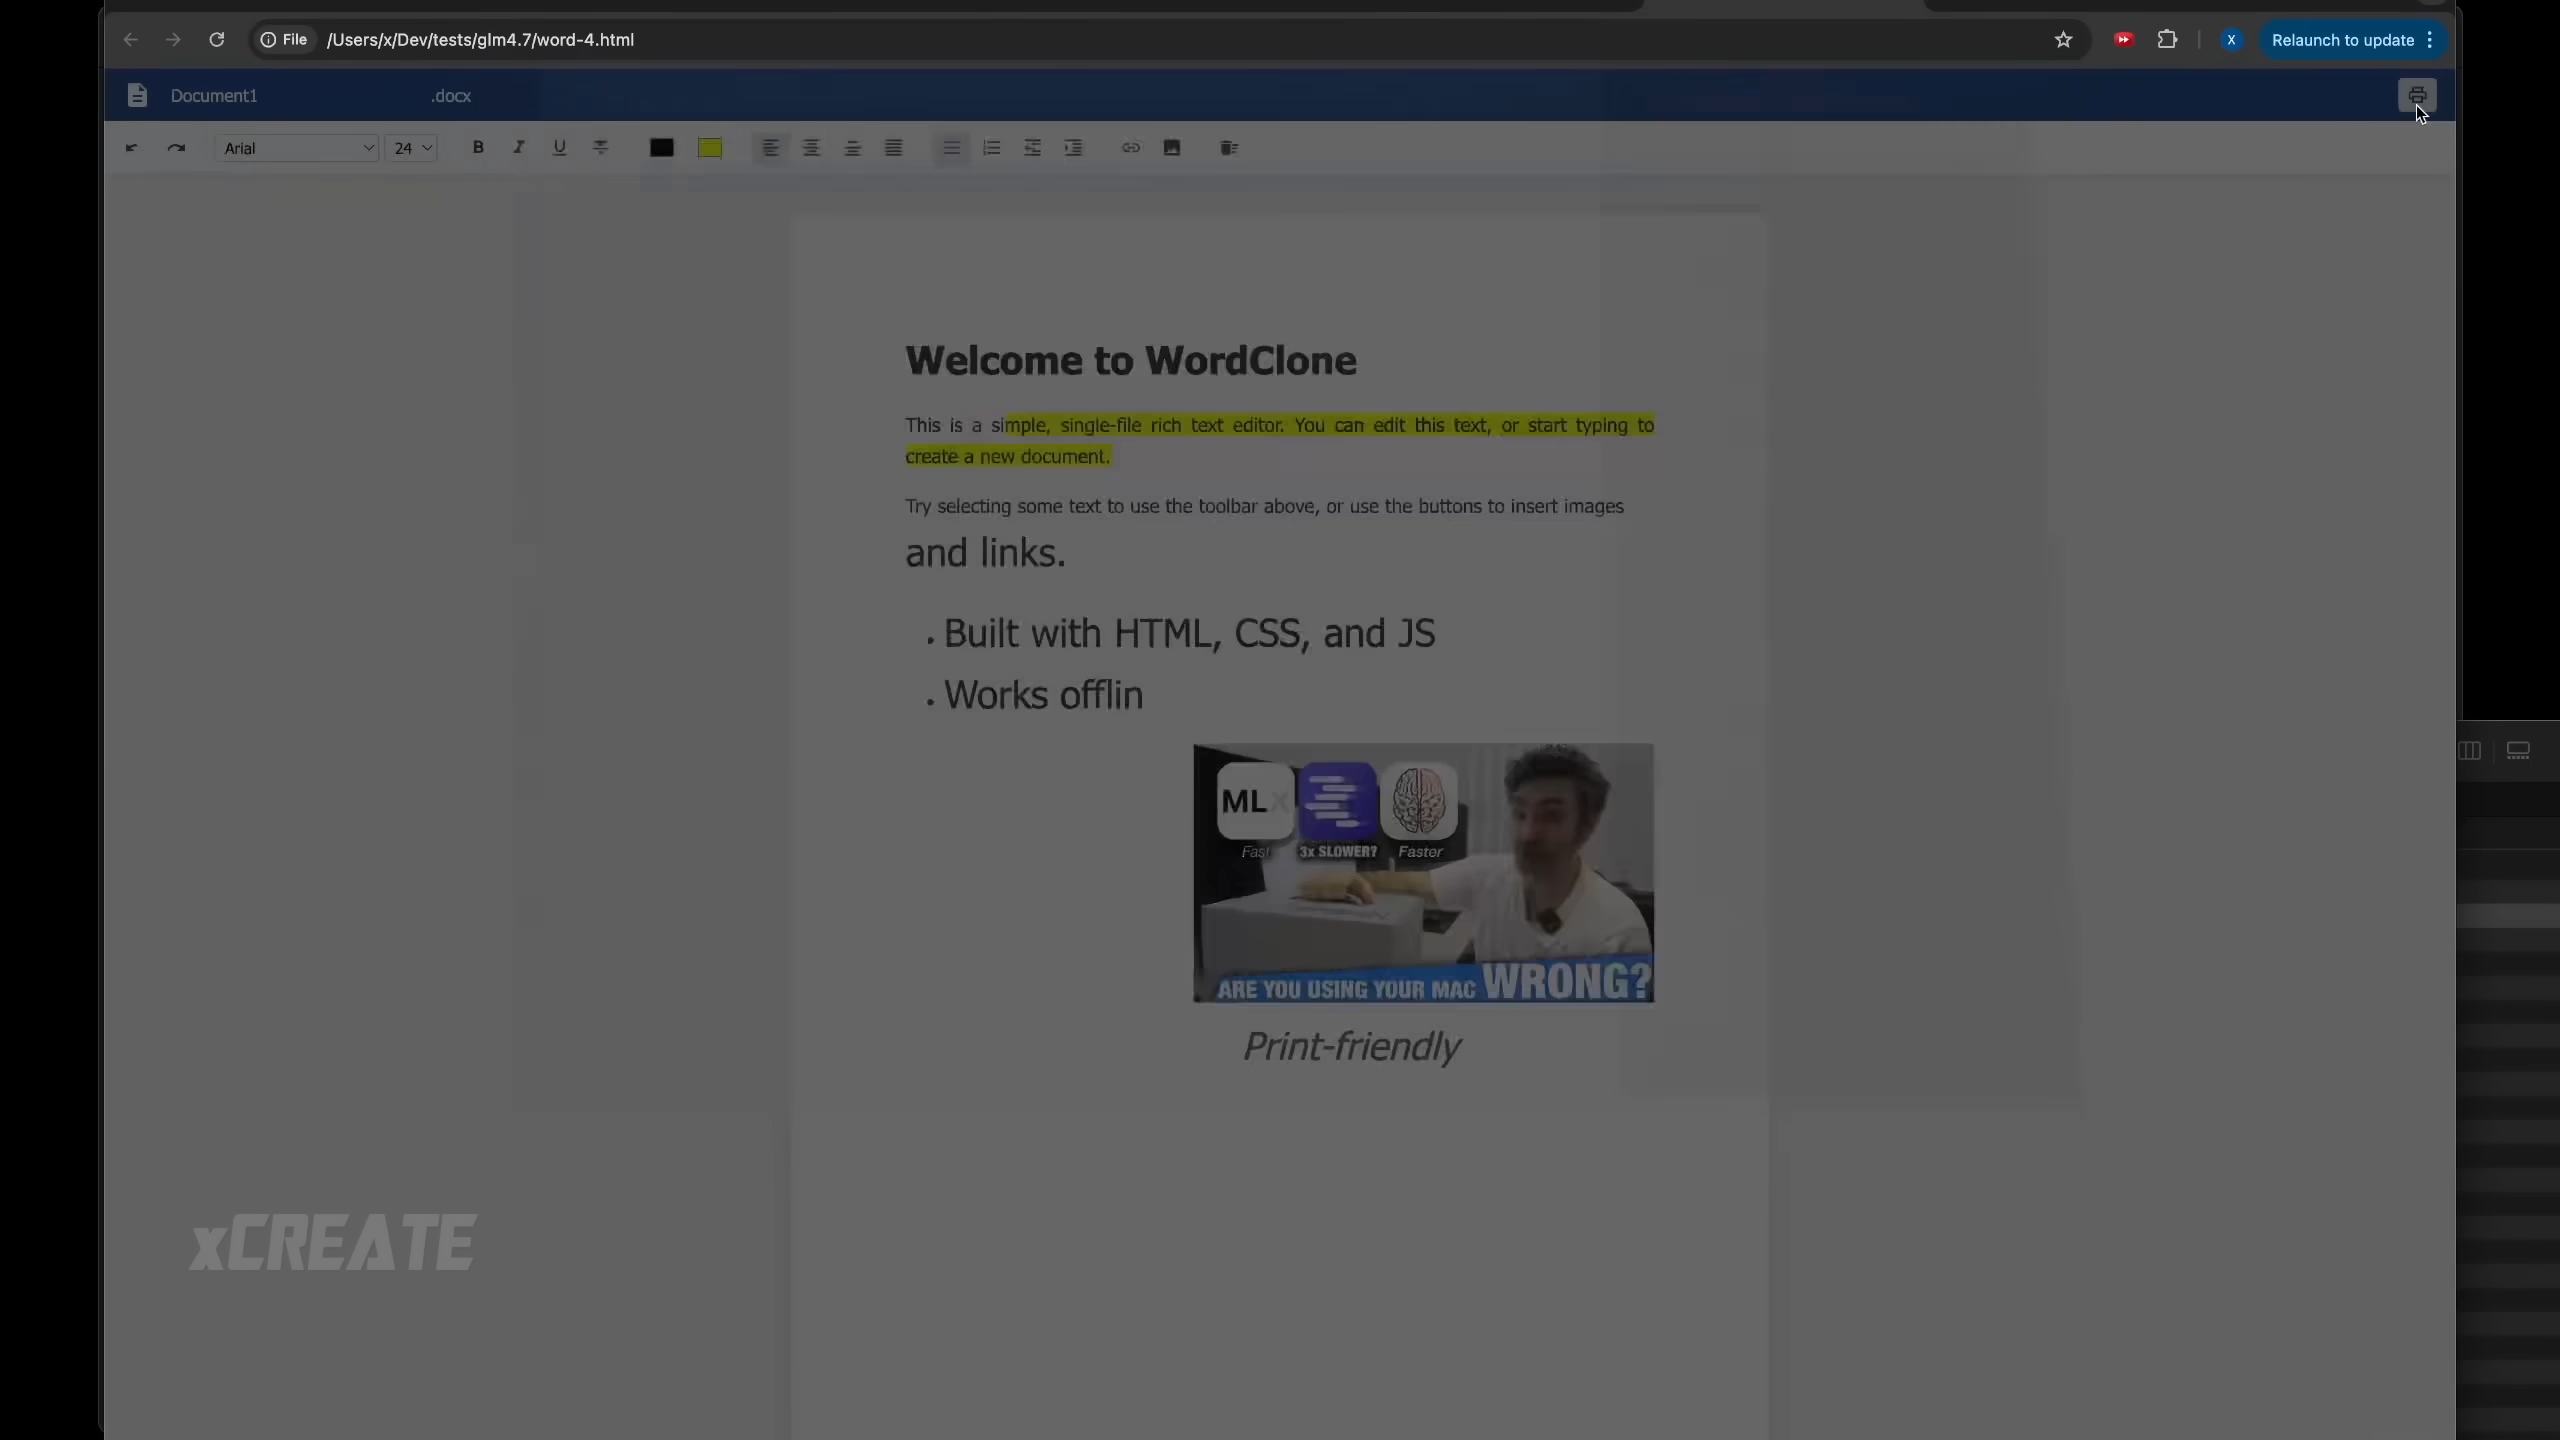 File /Users/x/Dev/tests/glm4.7/word-4.html X Relaunch to update
Document1 .docx
Arial 24 B I U
Welcome to WordClone
This is a simple, single-file rich text editor. You can edit this text, or start typing to
create a new document.
Try selecting some text to use the toolbar above, or use the buttons to insert images
and links.
• Built with HTML, CSS, and JS
• Works offlin
MLX
Fast 3x SLOWER? Faster
ARE YOU USING YOUR MAC WRONG?
Print-friendly
xCREATE